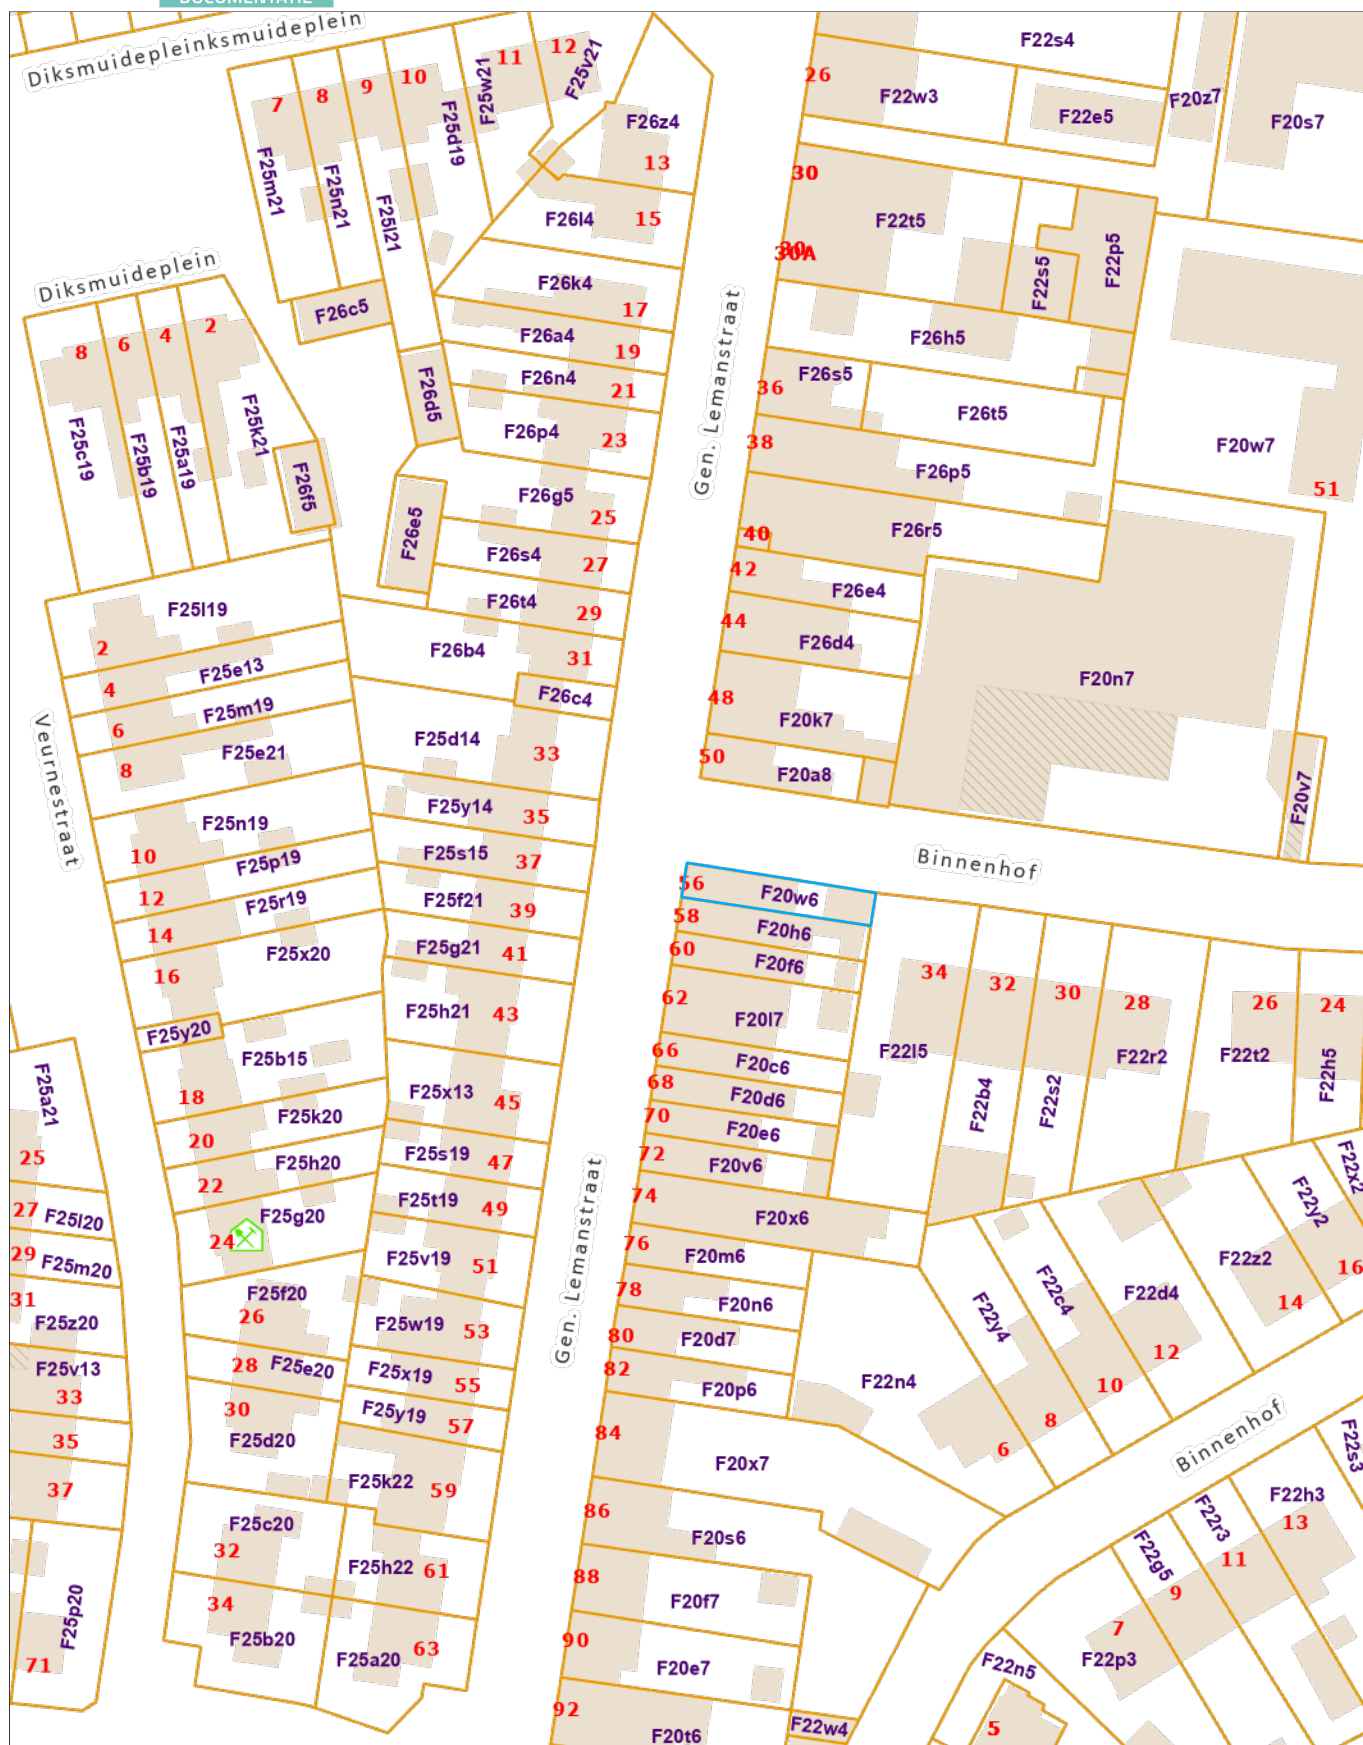 DOCUMENTATIE
Diksmuidepleinksmuideplein
7
8
9
10
11
12
F25m21
F25n21
F25l21
F25d19
F25w21
F25v21
F26z4
13
F26l4
15
F26k4
17
F26a4
19
F26n4
21
F26p4
23
F26g5
25
F26s4
27
F26t4
29
F26b4
31
F26c4
F26c5
F26d5
F26e5
F26f5
Diksmuideplein
8
6
4
2
F25c19
F25b19
F25a19
F25k21
Gen. Lemanstraat
F22s4
26
F22w3
F22e5
F20z7
F20s7
30
F22t5
30
30A
F22s5
F22p5
F26h5
F26s5
36
F26t5
38
F26p5
F20w7
51
F26r5
40
42
F26e4
44
F26d4
48
F20k7
50
F20a8
F20n7
F20v7
Veurnestraat
F25l19
2
F25e13
4
F25m19
6
F25e21
8
F25n19
10
F25p19
12
F25r19
14
F25x20
16
F25y20
F25b15
18
F25k20
20
F25h20
22
F25g20
24
F25f20
26
F25e20
28
30
F25d20
F25c20
32
34
F25b20
F25d14
33
F25y14
35
F25s15
37
F25f21
39
F25g21
41
F25h21
43
F25x13
45
F25s19
47
F25t19
49
F25v19
51
F25w19
53
F25x19
55
F25y19
57
F25k22
59
F25h22
61
F25a20
63
F25a21
25
27
F25l20
29
F25m20
31
F25z20
F25v13
33
35
37
F25p20
71
Gen. Lemanstraat
Binnenhof
56
F20w6
58
F20h6
60
F20f6
62
F20l7
66
F20c6
68
F20d6
70
F20e6
72
F20v6
74
F20x6
76
F20m6
78
F20n6
80
F20d7
82
F20p6
84
F20x7
86
F20s6
88
F20f7
90
F20e7
92
F20t6
F22w4
34
32
30
28
26
24
F22l5
F22b4
F22s2
F22r2
F22t2
F22h5
F22x2
F22y2
16
F22z2
14
F22d4
12
F22c4
10
F22y4
8
6
F22n4
Binnenhof
F22s3
F22h3
13
F22r3
11
F22g5
9
7
F22p3
F22n5
5